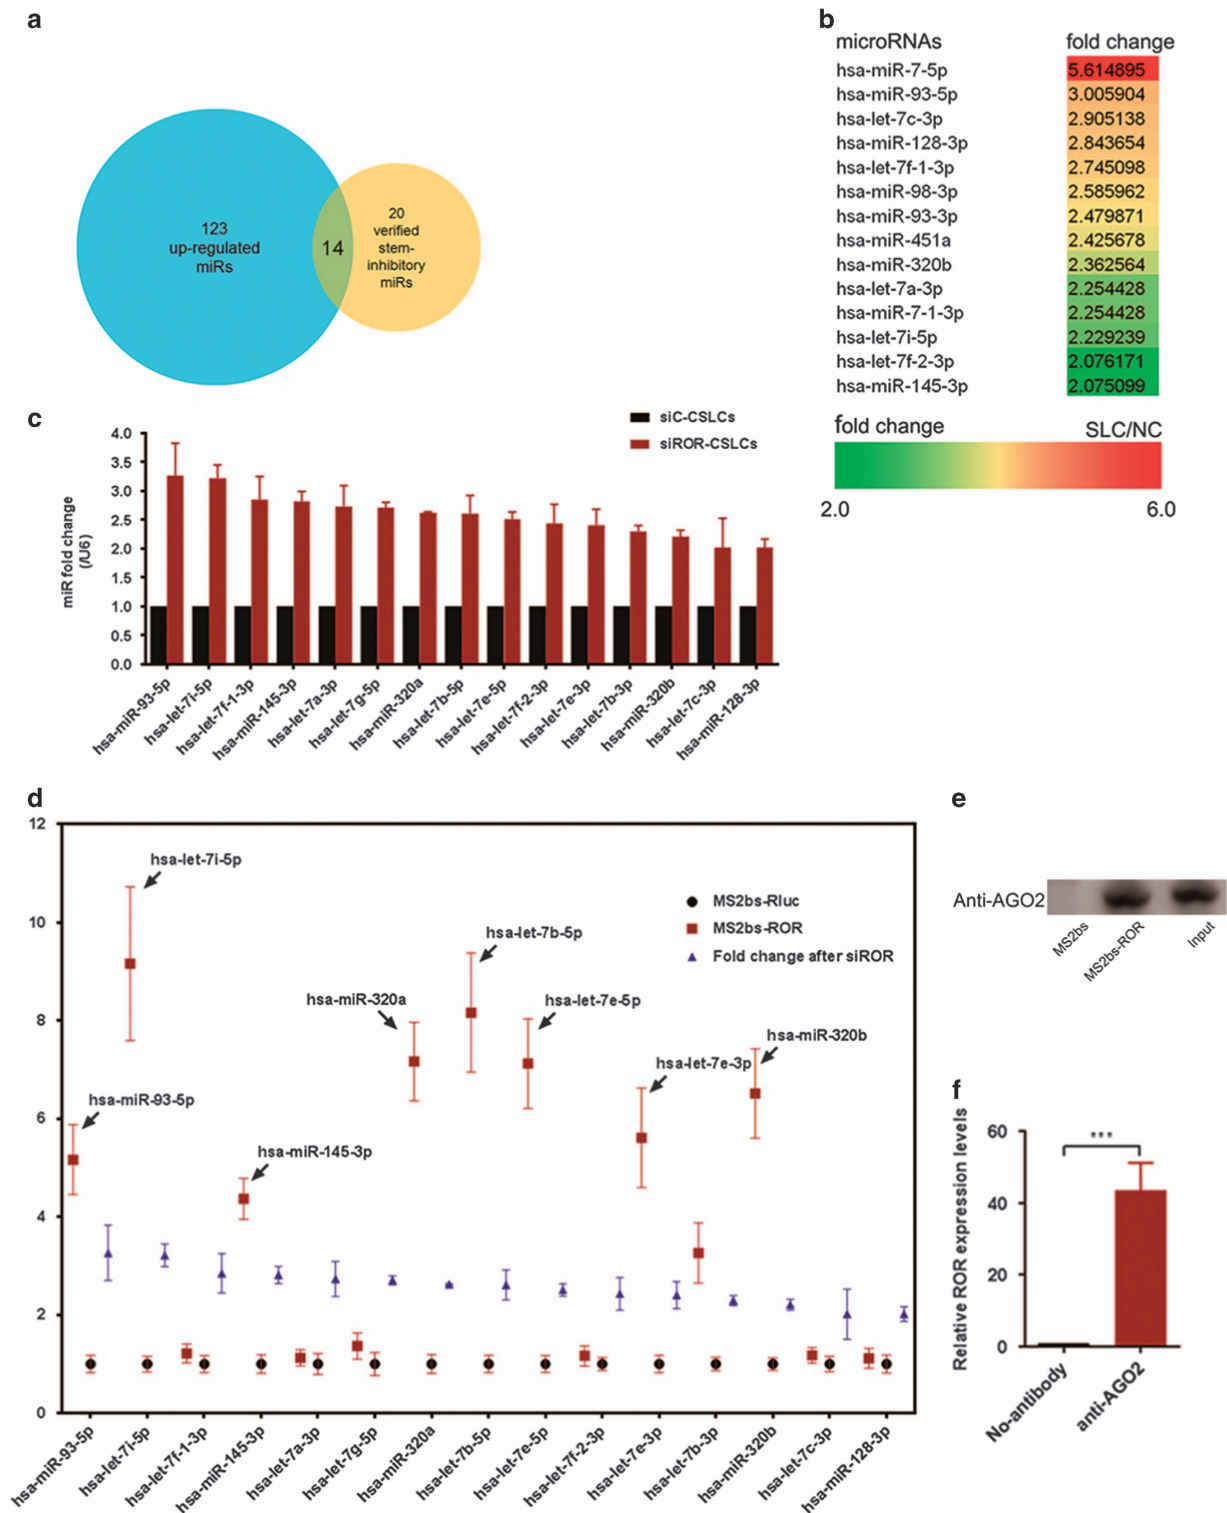 a
123
up-regulated
miRs
14
20
verified
stem-
inhibitory
miRs
b
microRNAs fold change
hsa-miR-7-5p 5.614895
hsa-miR-93-5p 3.005904
hsa-let-7c-3p 2.905138
hsa-miR-128-3p 2.843654
hsa-let-7f-1-3p 2.745098
hsa-miR-98-3p 2.585962
hsa-miR-93-3p 2.479871
hsa-miR-451a 2.425678
hsa-miR-320b 2.362564
hsa-let-7a-3p 2.254428
hsa-miR-7-1-3p 2.254428
hsa-let-7i-5p 2.229239
hsa-let-7f-2-3p 2.076171
hsa-miR-145-3p 2.075099
fold change SLC/NC
2.0 6.0
c
siC-CSLCs
siROR-CSLCs
miR fold change
(/U6)
4.0
3.5
3.0
2.5
2.0
1.5
1.0
0.5
0.0
hsa-miR-93-5p
hsa-let-7i-5p
hsa-let-7f-1-3p
hsa-miR-145-3p
hsa-let-7a-3p
hsa-let-7g-5p
hsa-miR-320a
hsa-let-7b-5p
hsa-let-7e-5p
hsa-let-7f-2-3p
hsa-let-7e-3p
hsa-let-7b-3p
hsa-miR-320b
hsa-let-7c-3p
hsa-miR-128-3p
d
12
10
8
6
4
2
0
hsa-let-7i-5p
MS2bs-Rluc
MS2bs-ROR
Fold change after siROR
hsa-let-7b-5p
hsa-miR-320a
hsa-let-7e-5p
hsa-miR-320b
hsa-let-7e-3p
hsa-miR-93-5p
hsa-miR-145-3p
hsa-miR-93-5p
hsa-let-7i-5p
hsa-let-7f-1-3p
hsa-miR-145-3p
hsa-let-7a-3p
hsa-let-7g-5p
hsa-miR-320a
hsa-let-7b-5p
hsa-let-7e-5p
hsa-let-7f-2-3p
hsa-let-7e-3p
hsa-let-7b-3p
hsa-miR-320b
hsa-let-7c-3p
hsa-miR-128-3p
e
Anti-AGO2
MS2bs
MS2bs-ROR
Input
f
Relative ROR expression levels
60
40
20
0
***
No-antibody
anti-AGO2